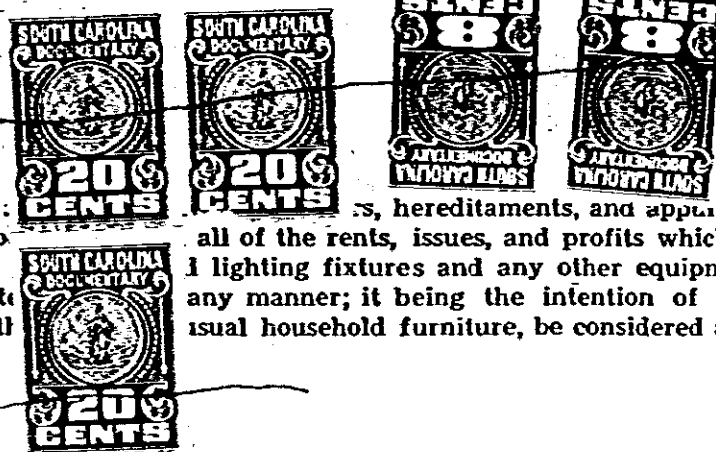 SOUTH CAROLINA SOUTH CAROLINA CENTS CENTS
DOCUMENTARY DOCUMENTARY 8 8
20 20 DOCUMENTARY DOCUMENTARY
CENTS CENTS SOUTH CAROLINA SOUTH CAROLINA
hereditaments, and
all of the rents, issues, and profits
lighting fixtures and any other
any manner; it being the intention of
household furniture, be considered
SOUTH CAROLINA
DOCUMENTARY
20
CENTS